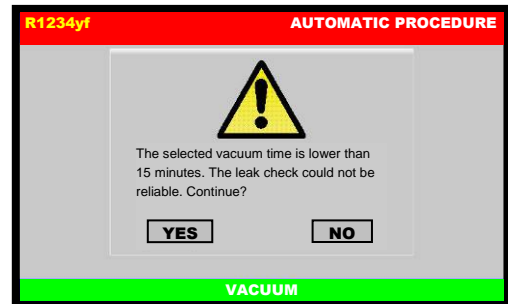 R1234yf AUTOMATIC PROCEDURE
The selected vacuum time is lower than
15 minutes. The leak check could not be
reliable. Continue?
YES NO
VACUUM